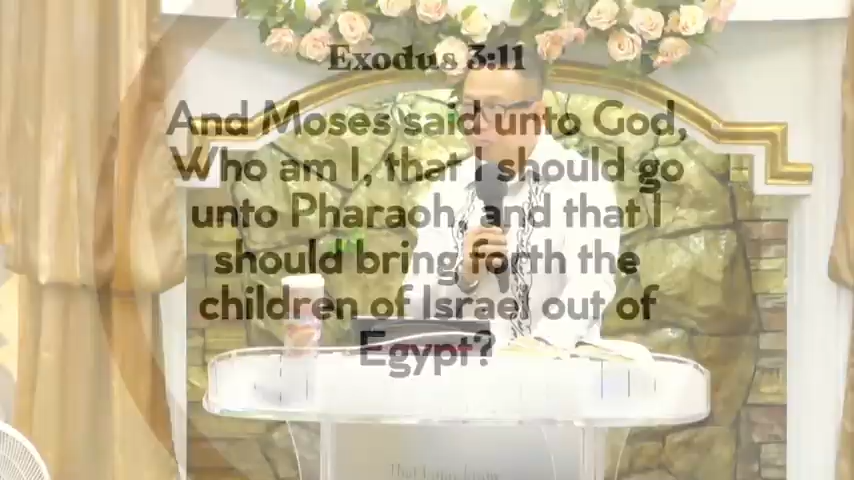 Exodus 3:11
And Moses said unto God,
Who am I, that I should go
unto Pharaoh, and that I
should bring forth the
children of Israel out of
Egypt?